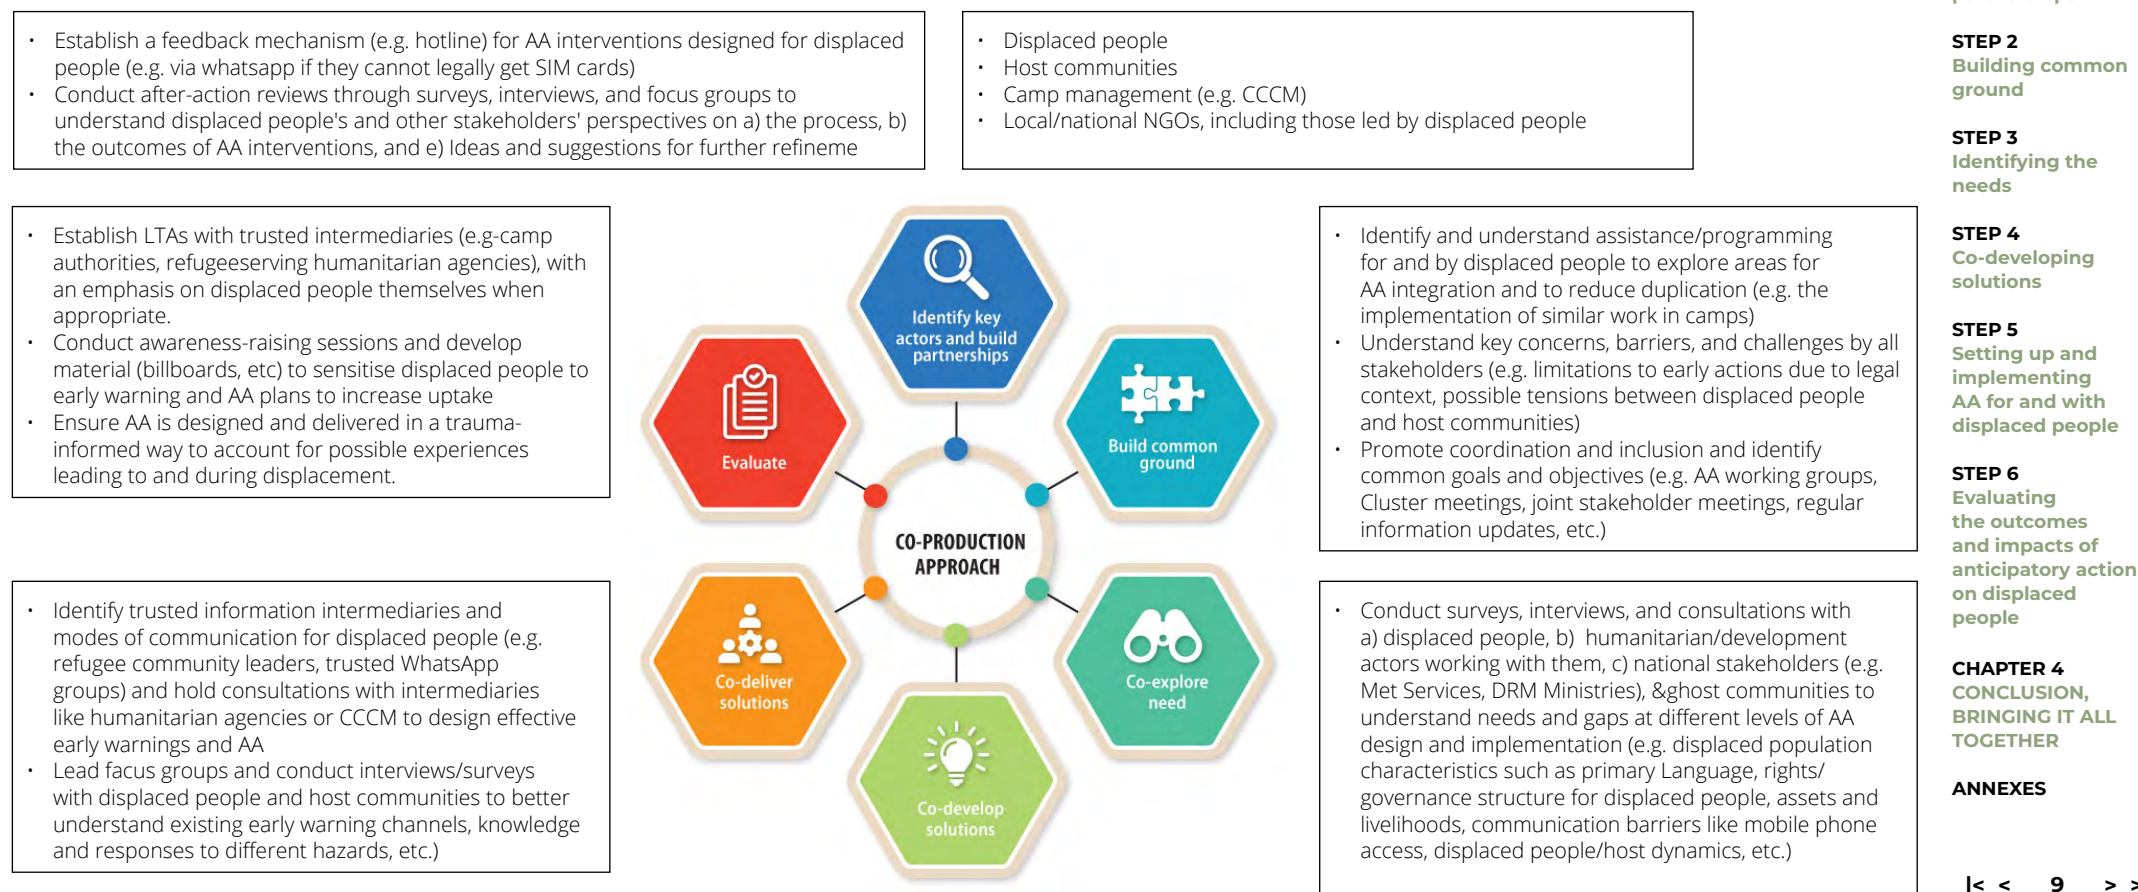 • Establish a feedback mechanism (e.g. hotline) for AA interventions designed for displaced
people (e.g. via whatsapp if they cannot legally get SIM cards)
• Conduct after-action reviews through surveys, interviews, and focus groups to
understand displaced people's and other stakeholders' perspectives on a) the process, b)
the outcomes of AA interventions, and e) Ideas and suggestions for further refineme
• Displaced people
• Host communities
• Camp management (e.g. CCCM)
• Local/national NGOs, including those led by displaced people
• Establish LTAs with trusted intermediaries (e.g-camp
authorities, refugeeserving humanitarian agencies), with
an emphasis on displaced people themselves when
appropriate.
• Conduct awareness-raising sessions and develop
material (billboards, etc) to sensitise displaced people to
early warning and AA plans to increase uptake
• Ensure AA is designed and delivered in a trauma-
informed way to account for possible experiences
leading to and during displacement.
Identify key
actors and build
partnerships
Evaluate
Build common
ground
CO-PRODUCTION
APPROACH
Co-deliver
solutions
Co-explore
need
Co-develop
solutions
• Identify and understand assistance/programming
for and by displaced people to explore areas for
AA integration and to reduce duplication (e.g. the
implementation of similar work in camps)
• Understand key concerns, barriers, and challenges by all
stakeholders (e.g. limitations to early actions due to legal
context, possible tensions between displaced people
and host communities)
• Promote coordination and inclusion and identify
common goals and objectives (e.g. AA working groups,
Cluster meetings, joint stakeholder meetings, regular
information updates, etc.)
• Identify trusted information intermediaries and
modes of communication for displaced people (e.g.
refugee community leaders, trusted WhatsApp
groups) and hold consultations with intermediaries
like humanitarian agencies or CCCM to design effective
early warnings and AA
• Lead facus groups and conduct interviews/surveys
with displaced people and host communities to better
understand existing early warning channels, knowledge
and responses to different hazards, etc.)
• Conduct surveys, interviews, and consultations with
a) displaced people, b) humanitarian/development
actors working with them, c) national stakeholders (e.g.
Met Services, DRM Ministries), &ghost communities to
understand needs and gaps at different levels of AA
design and implementation (e.g. displaced population
characteristics such as primary Language, rights/
governance structure for displaced people, assets and
livelihoods, communication barriers like mobile phone
access, displaced people/host dynamics, etc.)
STEP 2
Building common
ground
STEP 3
Identifying the
needs
STEP 4
Co-developing
solutions
STEP 5
Setting up and
implementing
AA for and with
displaced people
STEP 6
Evaluating
the outcomes
and impacts of
anticipatory action
on displaced
people
CHAPTER 4
CONCLUSION,
BRINGING IT ALL
TOGETHER
ANNEXES
|< < 9 > >